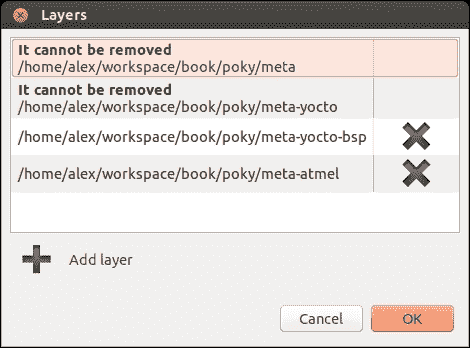 Layers
It cannot be removed
/home/alex/workspace/book/poky/meta
It cannot be removed
/home/alex/workspace/book/poky/meta-yocto
/home/alex/workspace/book/poky/meta-yocto-bsp
/home/alex/workspace/book/poky/meta-atmel
Add layer
Cancel
OK